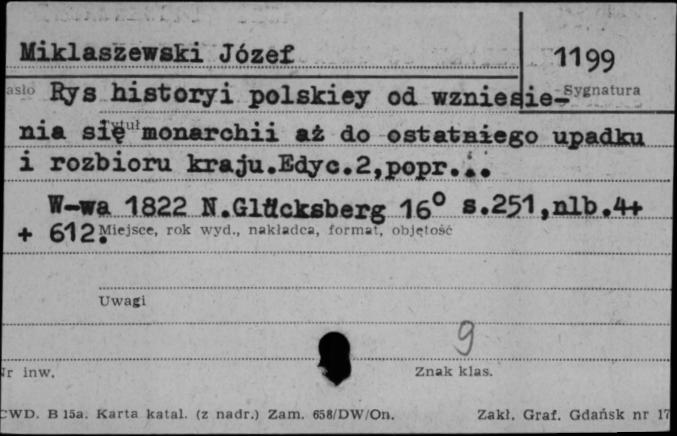 Miklaszewski Józef
1199
asło Rys historyi polskiey od wzniesie-
Sygnatura
nia się monarchii aż do ostatniego upadku
i rozbioru kraju.Edyc.2,popr...
W-wa 1822 N.Glücksberg 16° s.251,nlb.4+
+ 612.
Miejsce, rok wyd., nakładca, format, objętość
Uwagi
9
Nr inw.
Znak klas.
CWD. B 15a. Karta katal. (z nadr.) Zam. 658/DW/On.
Zakł. Graf. Gdańsk nr 17